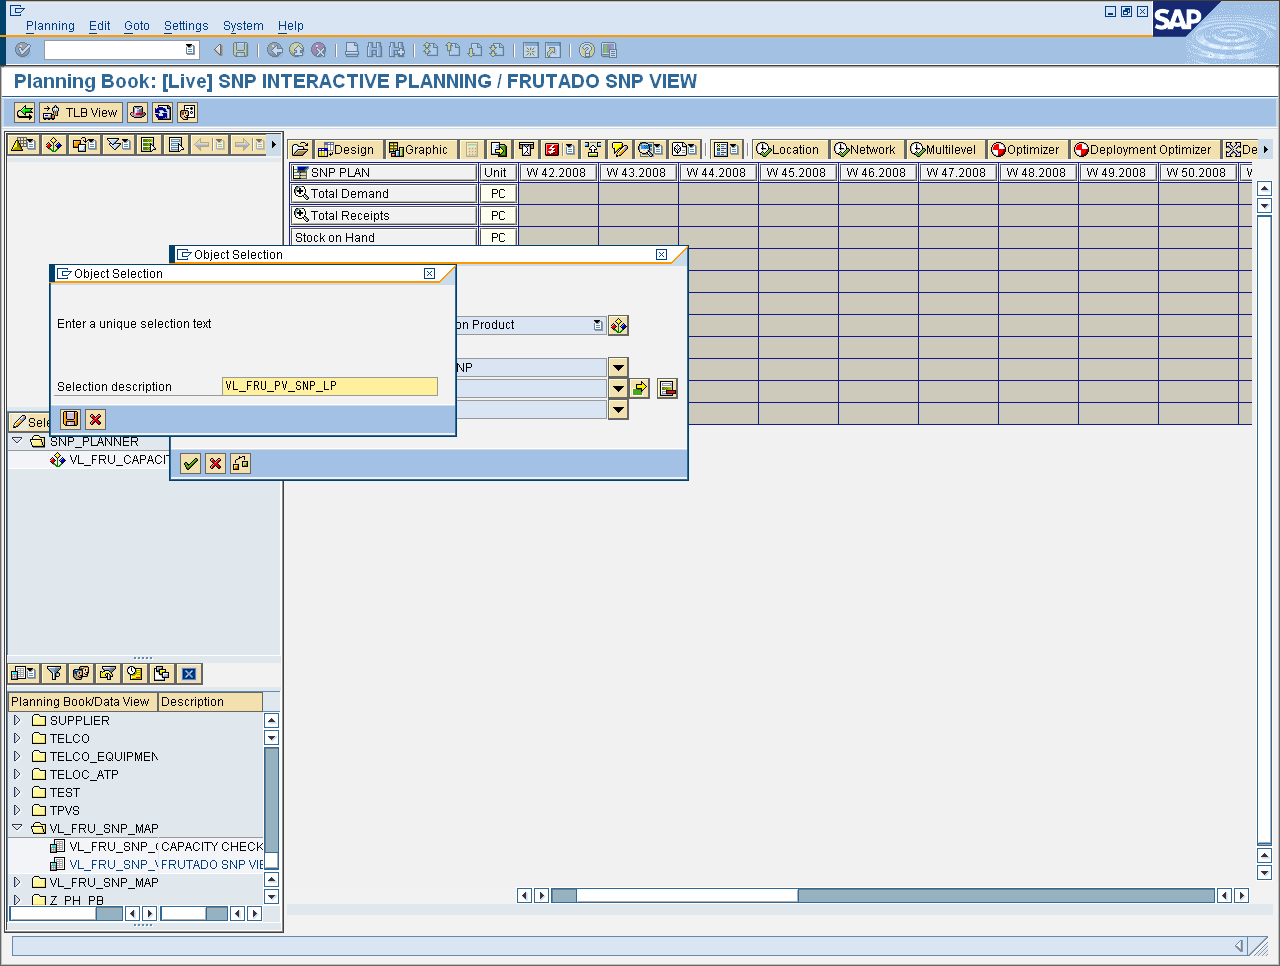 Planning Edit Goto Settings System Help
SAP
Planning Book: [Live] SNP INTERACTIVE PLANNING / FRUTADO SNP VIEW
TLB View
Design Graphic Location Network Multilevel Optimizer Deployment Optimizer De
SNP PLAN Unit W 42.2008 W 43.2008 W 44.2008 W 45.2008 W 46.2008 W 47.2008 W 48.2008 W 49.2008 W 50.2008
Total Demand PC
Total Receipts PC
Stock on Hand PC
Object Selection
on Product
NP
Object Selection
Enter a unique selection text
Selection description VL_FRU_PV_SNP_LP
Sele
SNP_PLANNER
VL_FRU_CAPACIT
Planning Book/Data View Description
SUPPLIER
TELCO
TELCO_EQUIPMEN
TELOC_ATP
TEST
TPVS
VL_FRU_SNP_MAP
VL_FRU_SNP_ CAPACITY CHECK
VL_FRU_SNP_ FRUTADO SNP VIE
VL_FRU_SNP_MAP
Z_PH_PB